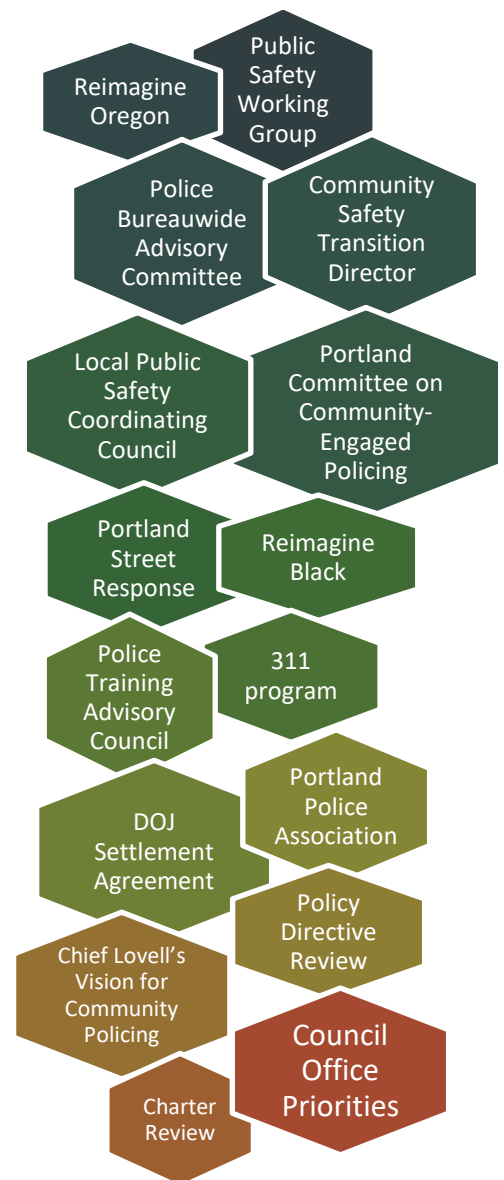 Reimagine
Oregon
Public
Safety
Working
Group
Police
Bureauwide
Advisory
Committee
Community
Safety
Transition
Director
Local Public
Safety
Coordinating
Council
Portland
Committee on
Community-
Engaged
Policing
Portland
Street
Response
Reimagine
Black
Police
Training
Advisory
Council
311
program
Portland
Police
Association
DOJ
Settlement
Agreement
Policy
Directive
Review
Chief Lovell’s
Vision for
Community
Policing
Council
Office
Priorities
Charter
Review